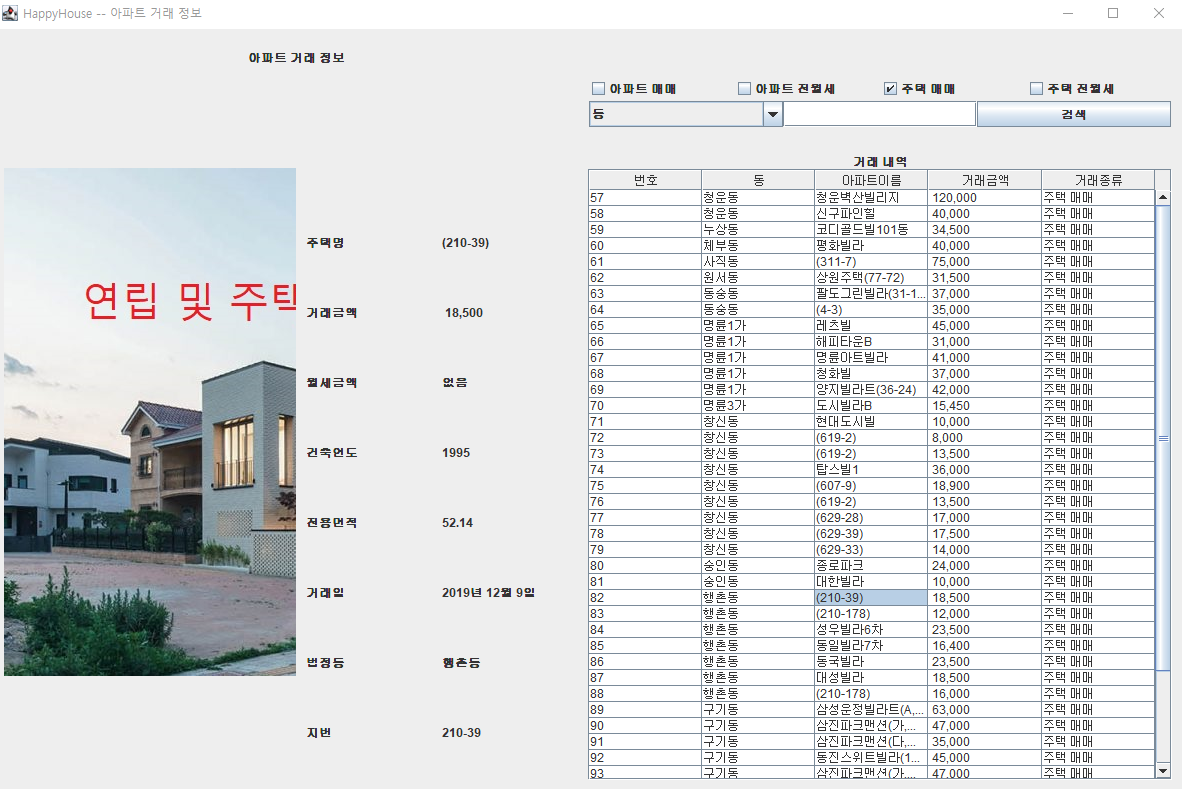 HappyHouse -- 아파트 거래 정보
아파트 거래 정보
아파트 매매 아파트 전월세 주택 매매 주택 전월세
동 검색
거래 내역
번호 동 아파트이름 거래금액 거래종류
57 청운동 청운벽산빌리지 120,000 주택 매매
58 청운동 신구파인힐 40,000 주택 매매
59 누상동 코디골드빌101동 34,500 주택 매매
60 체부동 평화빌라 40,000 주택 매매
61 사직동 (311-7) 75,000 주택 매매
62 원서동 상원주택(77-72) 31,500 주택 매매
63 동숭동 팔도그린빌라(31-1... 37,000 주택 매매
64 동숭동 (4-3) 35,000 주택 매매
65 명륜1가 레츠빌 45,000 주택 매매
66 명륜1가 해피타운B 31,000 주택 매매
67 명륜1가 명륜아트빌라 41,000 주택 매매
68 명륜1가 청화빌 37,000 주택 매매
69 명륜1가 양지빌라트(36-24) 42,000 주택 매매
70 명륜3가 도시빌라B 15,450 주택 매매
71 창신동 현대도시빌 10,000 주택 매매
72 창신동 (619-2) 8,000 주택 매매
73 창신동 (619-2) 13,500 주택 매매
74 창신동 탑스빌1 36,000 주택 매매
75 창신동 (607-9) 18,900 주택 매매
76 창신동 (619-2) 13,500 주택 매매
77 창신동 (629-28) 17,000 주택 매매
78 창신동 (629-39) 17,500 주택 매매
79 창신동 (629-33) 14,000 주택 매매
80 숭인동 종로파크 24,000 주택 매매
81 숭인동 대한빌라 10,000 주택 매매
82 행촌동 (210-39) 18,500 주택 매매
83 행촌동 (210-178) 12,000 주택 매매
84 행촌동 성우빌라6차 23,500 주택 매매
85 행촌동 동일빌라7차 16,400 주택 매매
86 행촌동 동국빌라 23,500 주택 매매
87 행촌동 대성빌라 18,500 주택 매매
88 행촌동 (210-178) 16,000 주택 매매
89 구기동 삼성운정빌라트(A,... 63,000 주택 매매
90 구기동 삼진파크맨션(가,... 47,000 주택 매매
91 구기동 삼진파크맨션(다,... 35,000 주택 매매
92 구기동 동진스위트빌라(1... 45,000 주택 매매
93 구기동 삼진파크맨션(가,... 47,000 주택 매매
연립 및 주택
주택명 (210-39)
거래금액 18,500
월세금액 없음
건축연도 1995
전용면적 52.14
거래일 2019년 12월 9일
법정동 행촌동
지번 210-39